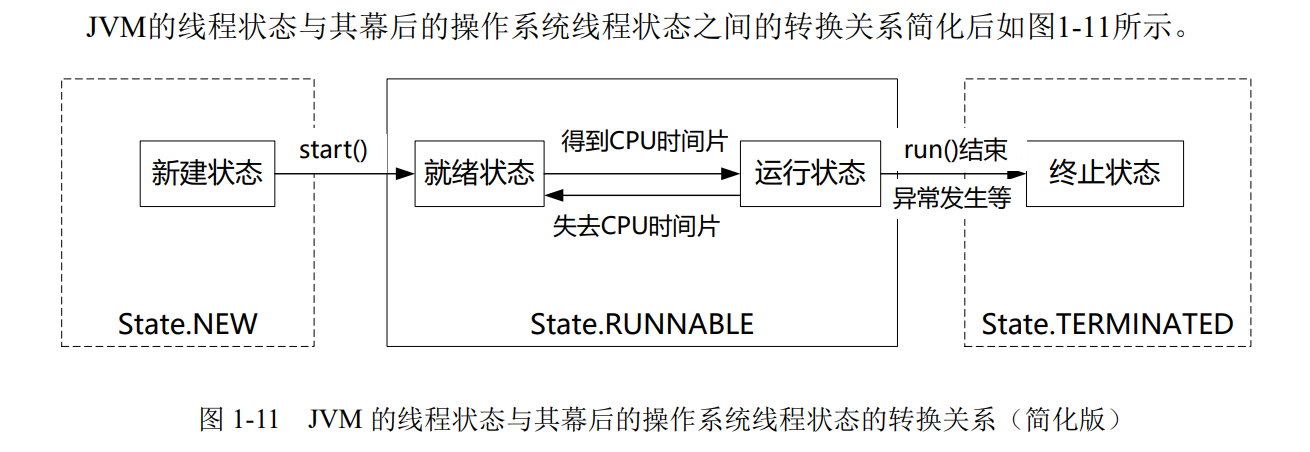 JVM的线程状态与其幕后的操作系统线程状态之间的转换关系简化后如图1-11所示。
新建状态
start()
就绪状态
得到CPU时间片
失去CPU时间片
运行状态
run()结束
异常发生等
终止状态
State.NEW
State.RUNNABLE
State.TERMINATED
图 1-11 JVM 的线程状态与其幕后的操作系统线程状态的转换关系（简化版）